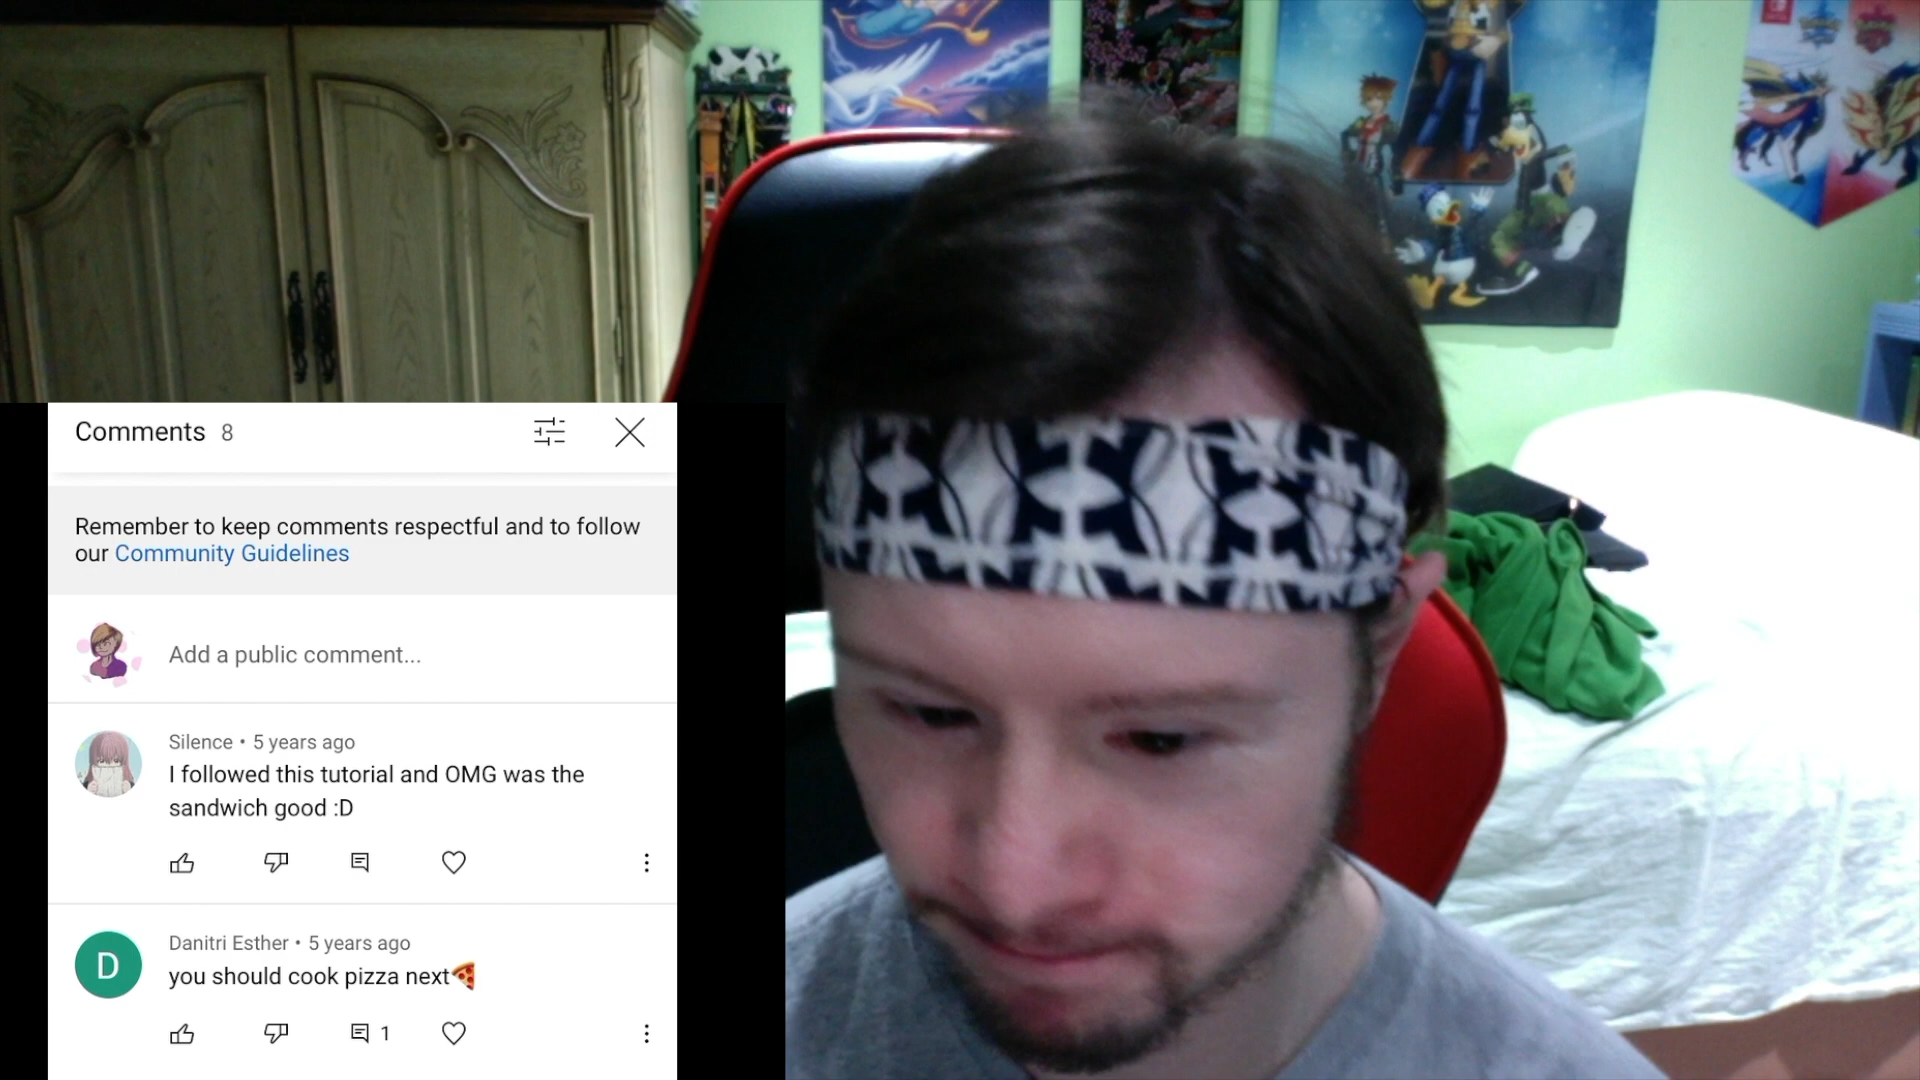 Comments 8
Remember to keep comments respectful and to follow
our Community Guidelines
Add a public comment...
Silence • 5 years ago
I followed this tutorial and OMG was the
sandwich good :D
D
Danitri Esther • 5 years ago
you should cook pizza next🍕
1